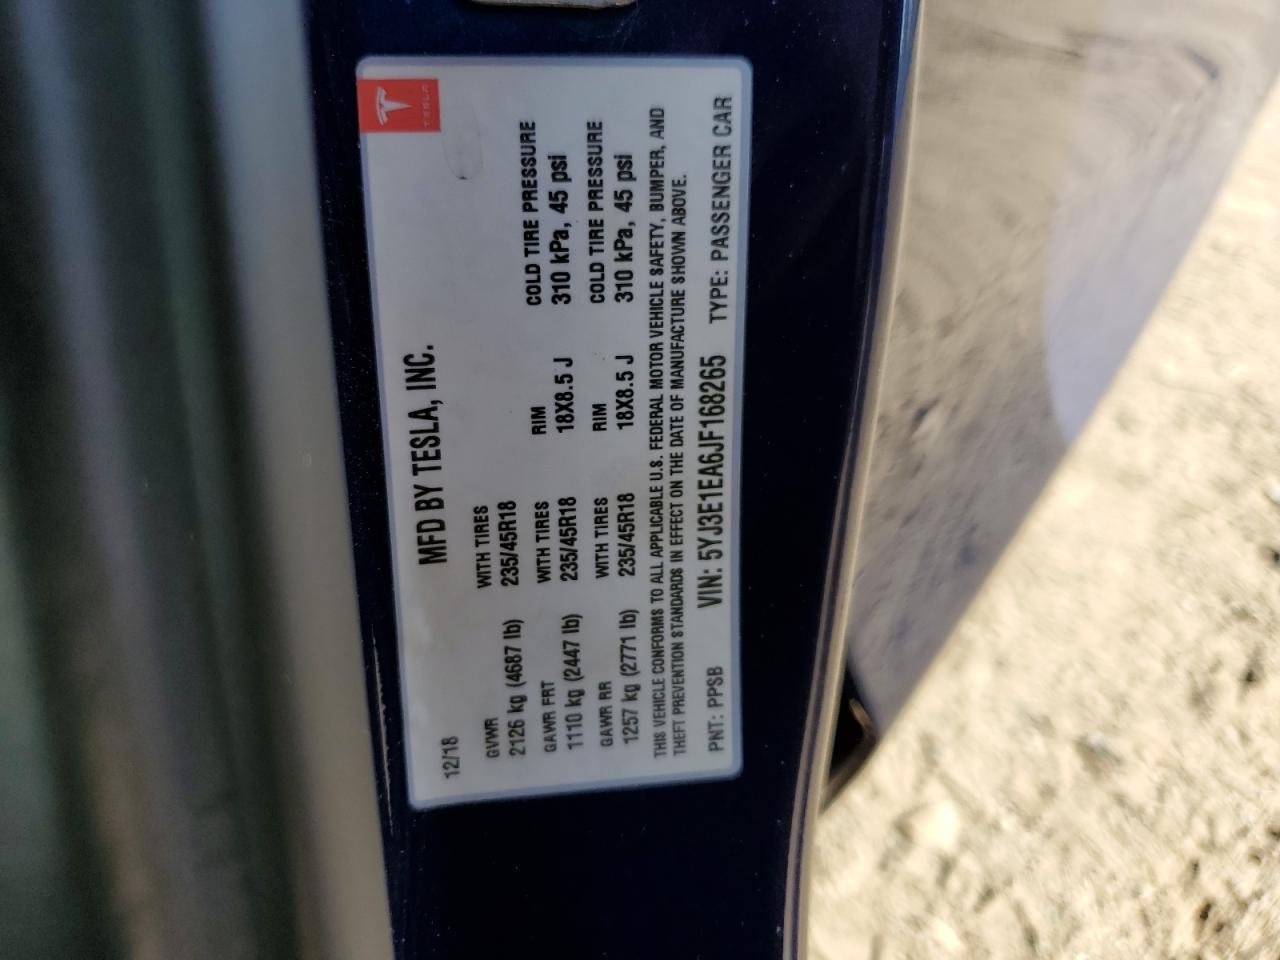 TESLA
MFD BY TESLA, INC.
12/18
GVWR WITH TIRES
2126 kg (4687 lb) 235/45R18
GAWR FRT WITH TIRES RIM COLD TIRE PRESSURE
1110 kg (2447 lb) 235/45R18 18X8.5 J 310 kPa, 45 psi
GAWR RR WITH TIRES RIM COLD TIRE PRESSURE
1257 kg (2771 lb) 235/45R18 18X8.5 J 310 kPa, 45 psi
THIS VEHICLE CONFORMS TO ALL APPLICABLE U.S. FEDERAL MOTOR VEHICLE SAFETY, BUMPER, AND
THEFT PREVENTION STANDARDS IN EFFECT ON THE DATE OF MANUFACTURE SHOWN ABOVE.
PNT: PPSB VIN: 5YJ3E1EA6JF168265 TYPE: PASSENGER CAR